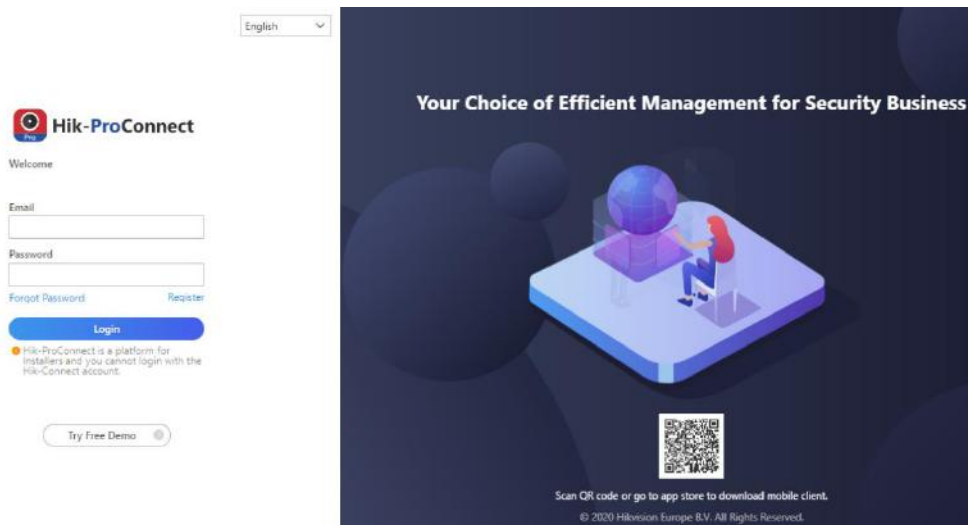 English
Hik-ProConnect
Pro
Welcome
Email
Password
Forgot Password
Register
Login
Hik-ProConnect is a platform for
Installers and you cannot login with the
Hik-Connect account.
Try Free Demo
Your Choice of Efficient Management for Security Business
Scan QR code or go to app store to download mobile client.
© 2020 Hikvision Europe B.V. All Rights Reserved.